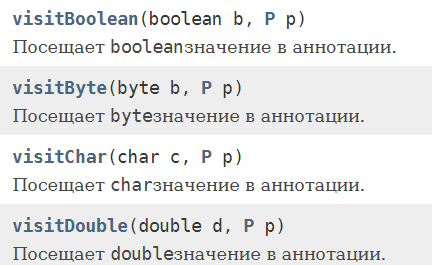 visitBoolean(boolean b, P p)
Посещает booleanзначение в аннотации.
visitByte(byte b, P p)
Посещает byteзначение в аннотации.
visitChar(char c, P p)
Посещает charзначение в аннотации.
visitDouble(double d, P p)
Посещает doubleзначение в аннотации.